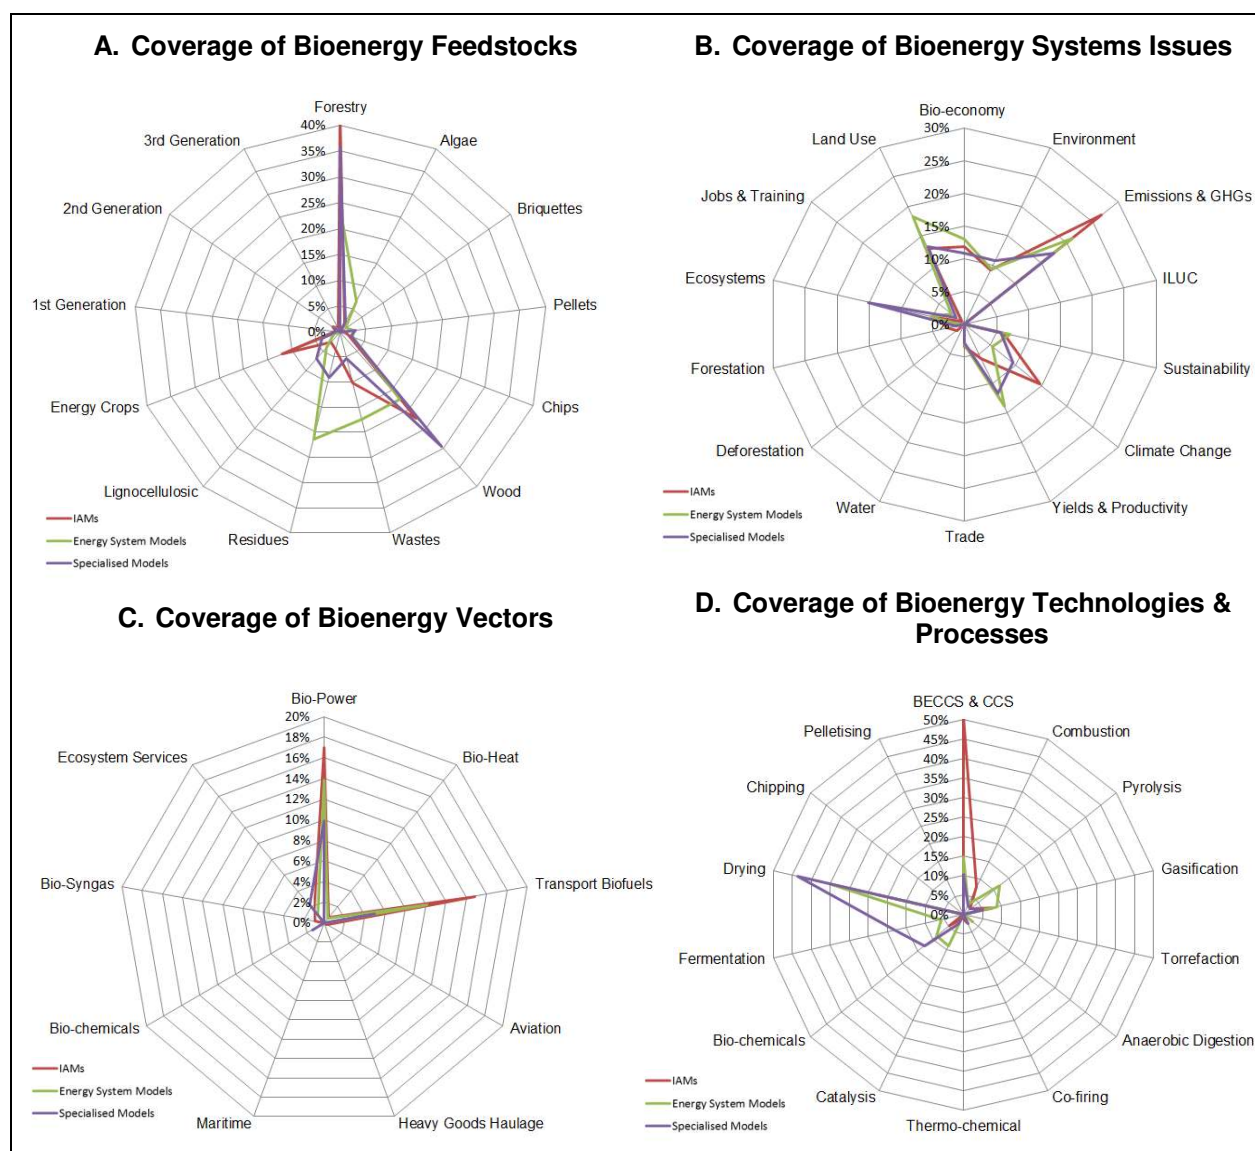 A. Coverage of Bioenergy Feedstocks
Forestry
40%
35%
30%
25%
20%
15%
10%
5%
0%
Algae
Briquettes
Pellets
Chips
Wood
Wastes
Residues
Lignocellulosic
Energy Crops
1st Generation
2nd Generation
3rd Generation
IAMs
Energy System Models
Specialised Models
B. Coverage of Bioenergy Systems Issues
Bio-economy
30%
25%
20%
15%
10%
5%
0%
Environment
Emissions & GHGs
ILUC
Sustainability
Climate Change
Yields & Productivity
Trade
Water
Deforestation
Forestation
Ecosystems
Jobs & Training
Land Use
IAMs
Energy System Models
Specialised Models
C. Coverage of Bioenergy Vectors
Bio-Power
20%
18%
16%
14%
12%
10%
8%
6%
4%
2%
0%
Bio-Heat
Transport Biofuels
Aviation
Heavy Goods Haulage
Maritime
Bio-chemicals
Bio-Syngas
Ecosystem Services
IAMs
Energy System Models
Specialised Models
D. Coverage of Bioenergy Technologies &
Processes
BECCS & CCS
50%
45%
40%
35%
30%
25%
20%
15%
10%
5%
0%
Combustion
Pyrolysis
Gasification
Torrefaction
Anaerobic Digestion
Co-firing
Thermo-chemical
Catalysis
Bio-chemicals
Fermentation
Drying
Chipping
Pelletising
IAMs
Energy System Models
Specialised Models